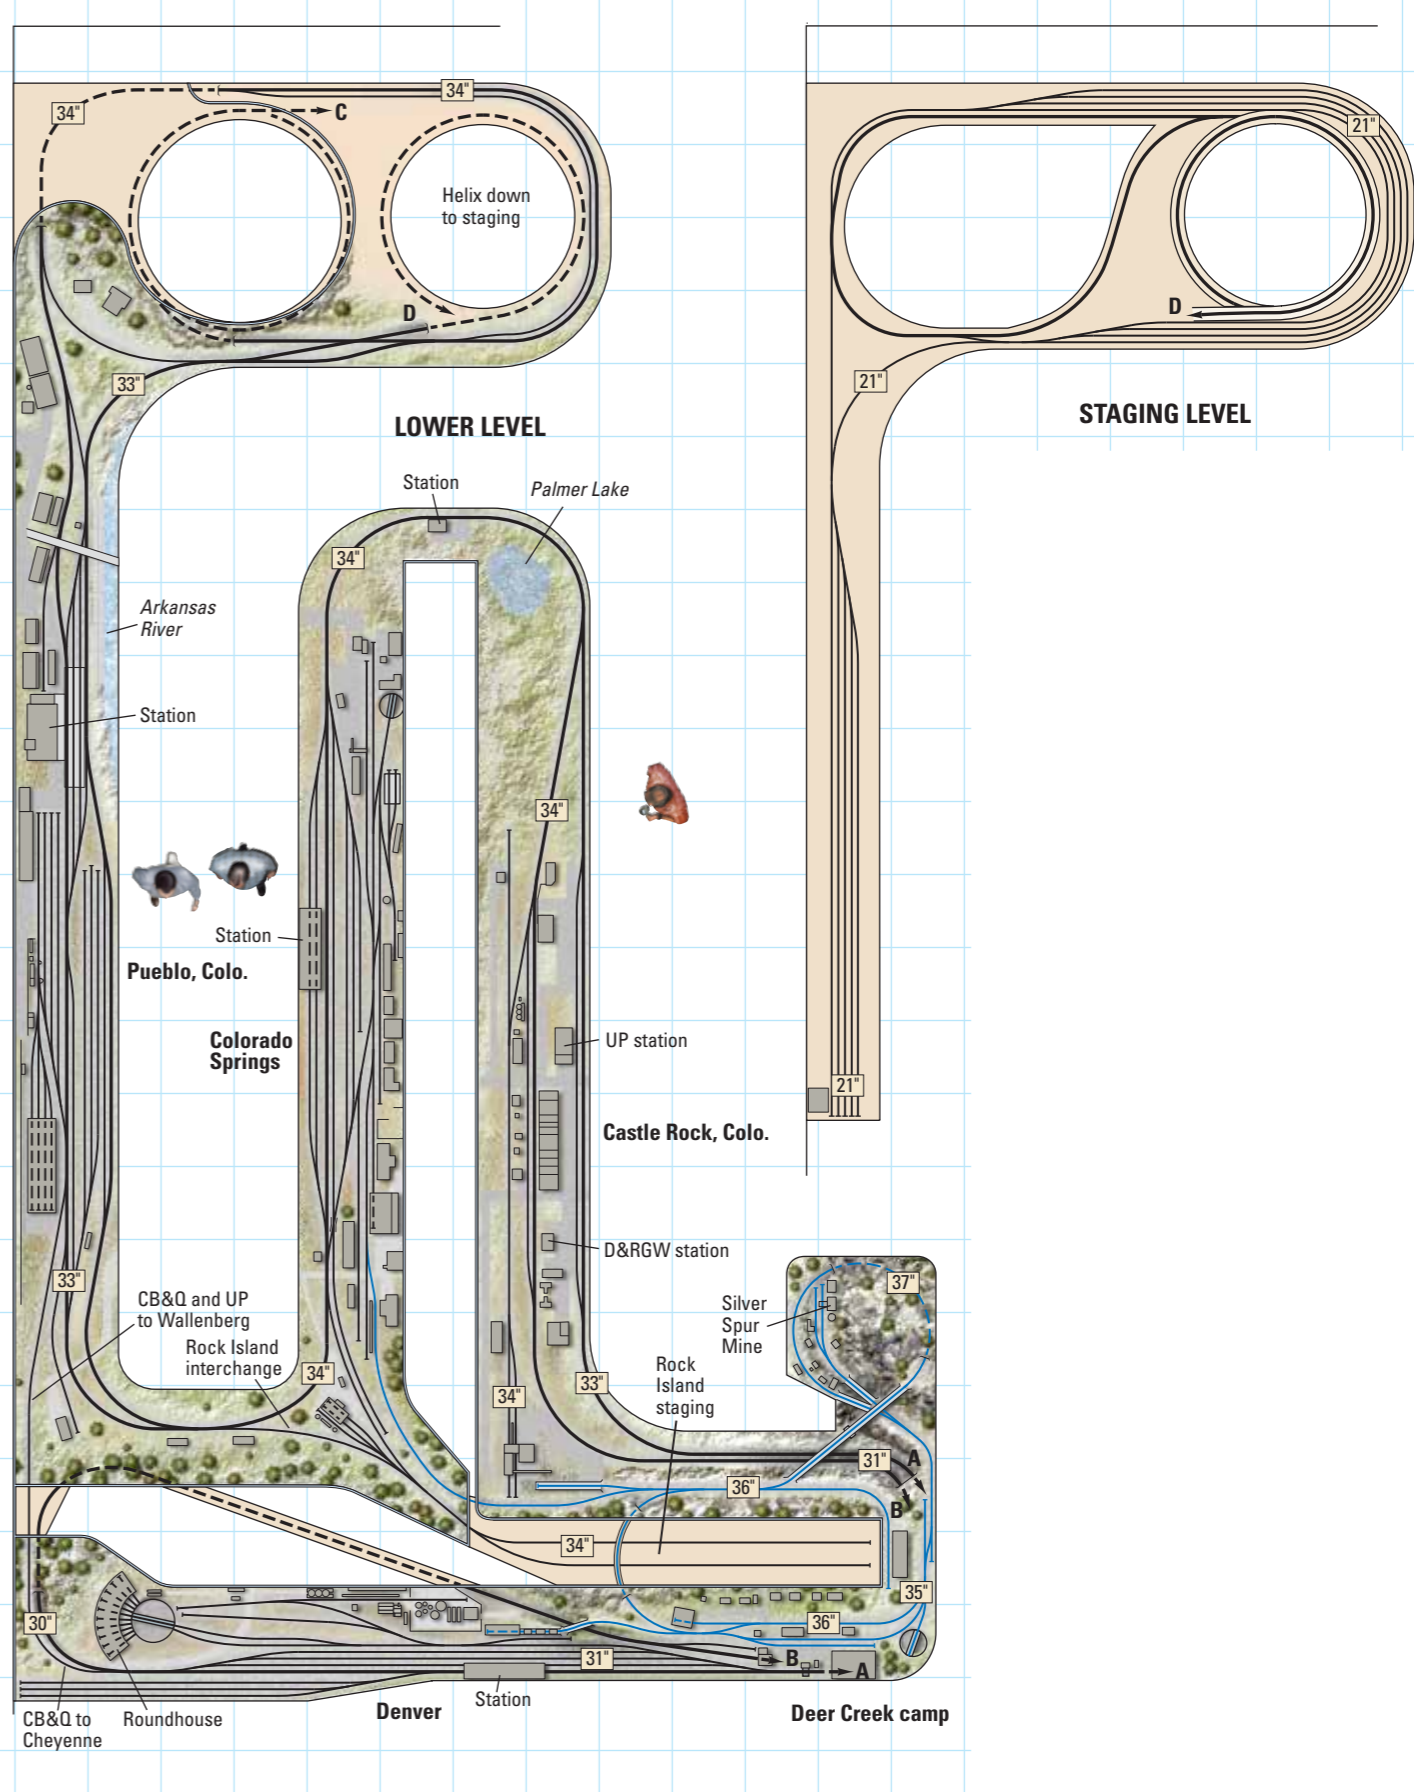 34"
C
34"
34"
Helix down
to staging
D
33"
LOWER LEVEL
21"
D
21"
STAGING LEVEL
21"
Station
Palmer Lake
34"
Arkansas
River
Station
34"
Station
Pueblo, Colo.
Colorado
Springs
UP station
Castle Rock, Colo.
D&RGW station
33"
CB&Q and UP
to Wallenberg
Rock Island
interchange
34"
34"
33"
Rock
Island
staging
Silver
Spur
Mine
37"
31"
A
B
36"
34"
35"
36"
30"
31"
B
A
Station
CB&Q to
Cheyenne
Roundhouse
Denver
Deer Creek camp